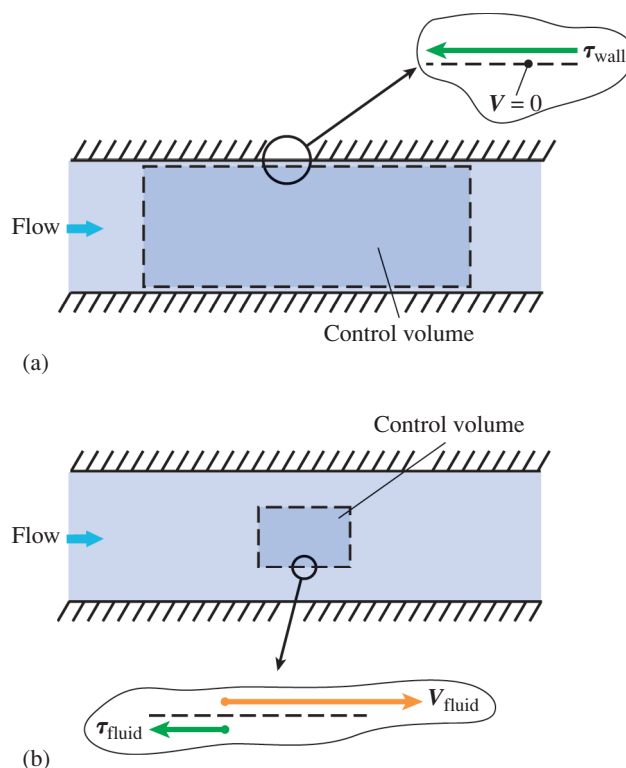 τwall
V = 0
Flow
Control volume
(a)
Control volume
Flow
Vfluid
τfluid
(b)